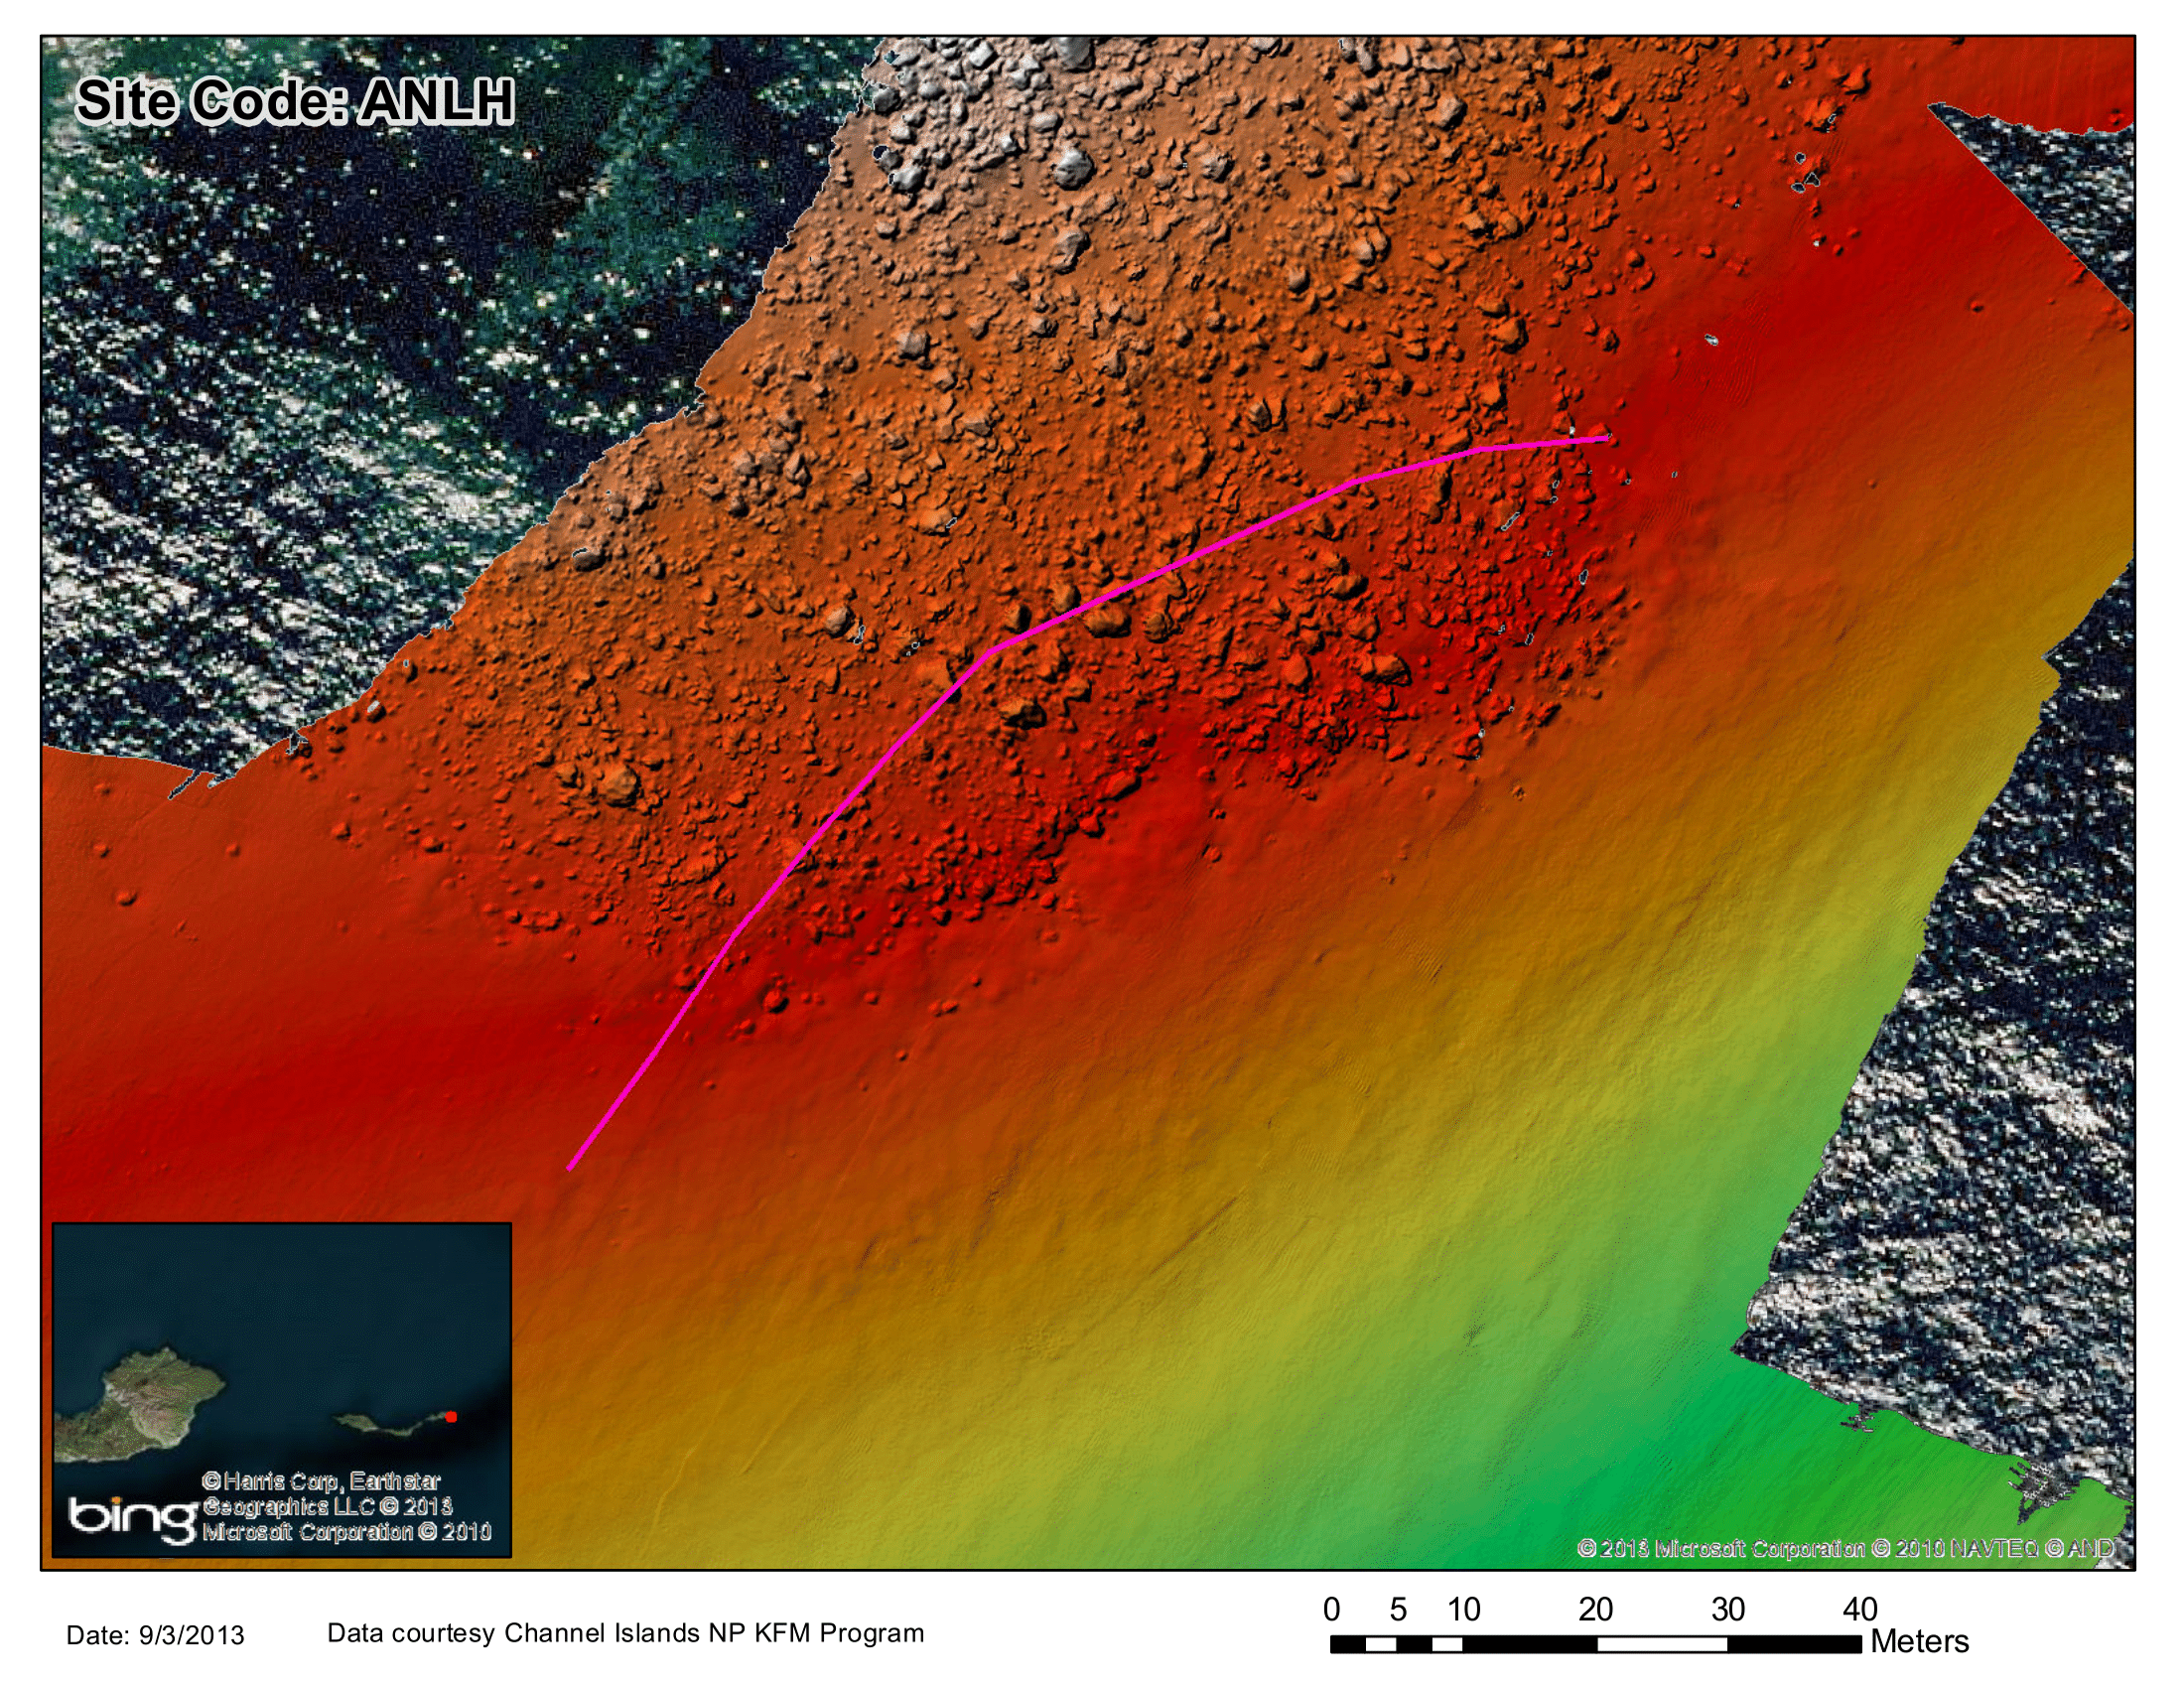 Site Code: ANLH
©Harris Corp, Earthstar
Geographics LLC © 2013
Microsoft Corporation © 2010
bing
© 2013 Microsoft Corporation © 2010 NAVTEQ © AND
0 5 10 20 30 40
Meters
Date: 9/3/2013
Data courtesy Channel Islands NP KFM Program